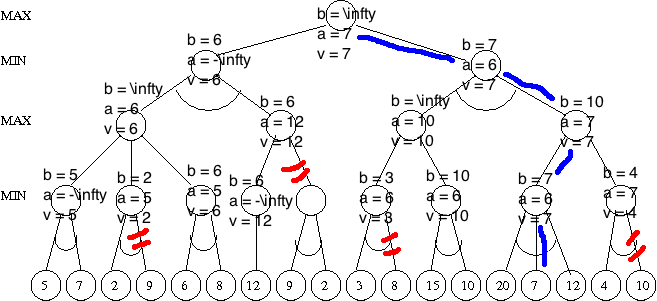 MAX
b = \infty
a = 7
v = 7
MIN
b = 6
a = -\infty
v = 6
b = 7
a = 6
v = 7
MAX
b = \infty
a = 6
v = 6
b = 6
a = 12
v = 12
b = \infty
a = 10
v = 10
b = 10
a = 7
v = 7
MIN
b = 5
a = -\infty
v = 5
b = 2
a = 5
v = 2
b = 6
a = 5
v = 6
b = 6
a = -\infty
v = 12
b = 3
a = 6
v = 3
b = 10
a = 6
v = 10
b = 7
a = 6
v = 7
b = 4
a = 7
v = 4
5 7 2 9 6 8 12 9 2 3 8 15 10 20 7 12 4 10